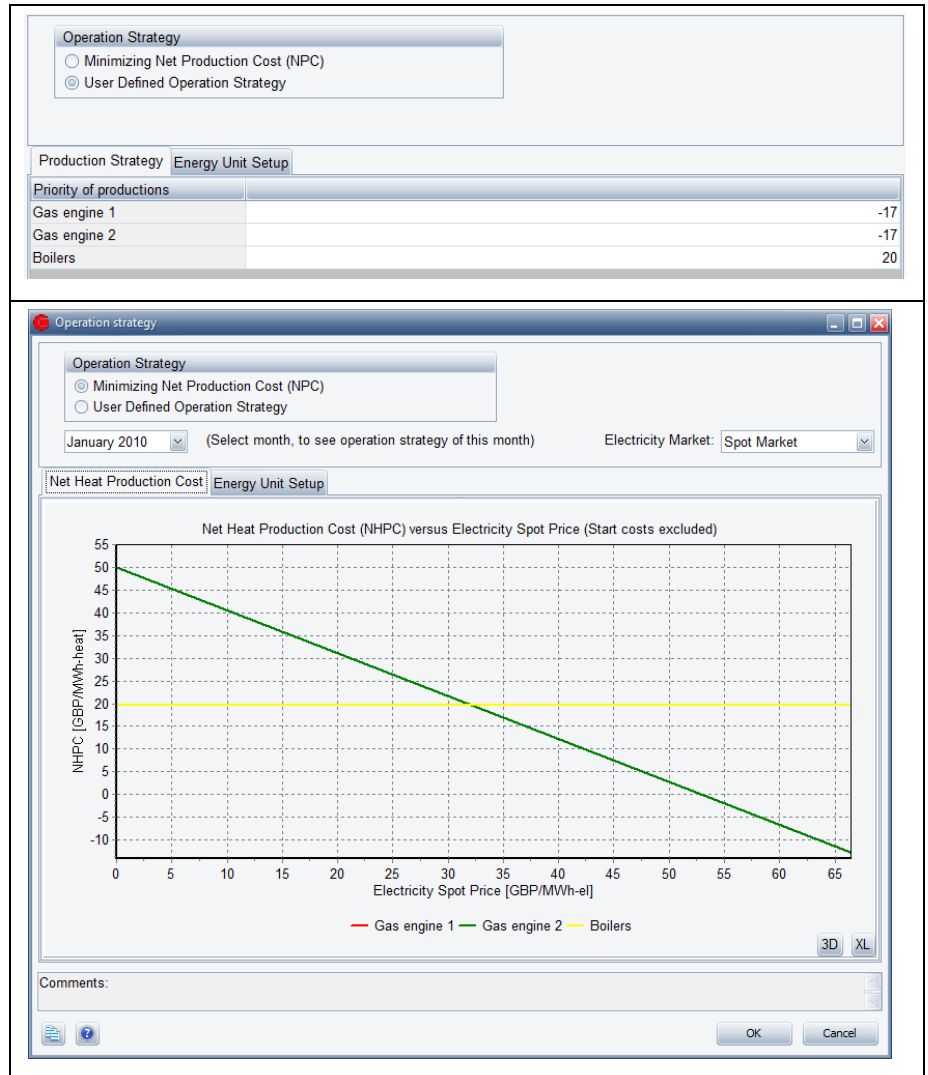 Operation Strategy
Minimizing Net Production Cost (NPC)
User Defined Operation Strategy
Production Strategy Energy Unit Setup
Priority of productions
Gas engine 1 -17
Gas engine 2 -17
Boilers 20
Operation strategy
Operation Strategy
Minimizing Net Production Cost (NPC)
User Defined Operation Strategy
January 2010 (Select month, to see operation strategy of this month) Electricity Market: Spot Market
Net Heat Production Cost Energy Unit Setup
Net Heat Production Cost (NHPC) versus Electricity Spot Price (Start costs excluded)
NHPC [GBP/MWh-heat]
55
50
45
40
35
30
25
20
15
10
5
0
-5
-10
0 5 10 15 20 25 30 35 40 45 50 55 60 65
Electricity Spot Price [GBP/MWh-el]
Gas engine 1 Gas engine 2 Boilers
3D XL
Comments:
OK Cancel